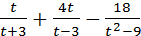 t/(t+3) + 4t/(t−3) − 18/(t²−9)